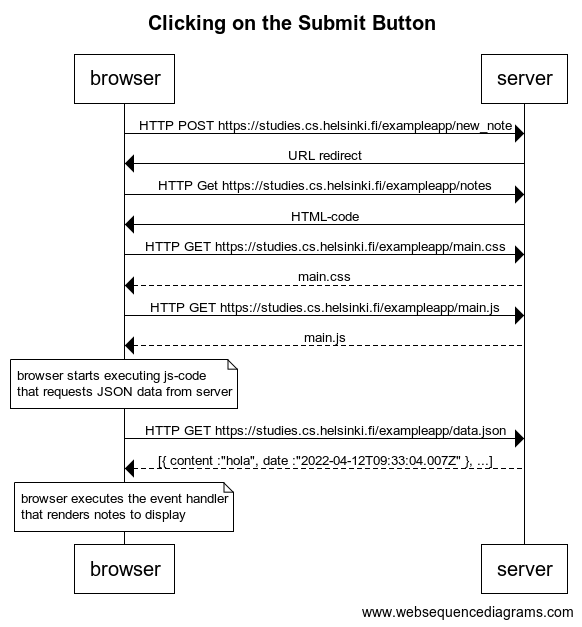 Clicking on the Submit Button
browser server
HTTP POST https://studies.cs.helsinki.fi/exampleapp/new_note
URL redirect
HTTP Get https://studies.cs.helsinki.fi/exampleapp/notes
HTML-code
HTTP GET https://studies.cs.helsinki.fi/exampleapp/main.css
main.css
HTTP GET https://studies.cs.helsinki.fi/exampleapp/main.js
main.js
browser starts executing js-code
that requests JSON data from server
HTTP GET https://studies.cs.helsinki.fi/exampleapp/data.json
[{ content :"hola", date :"2022-04-12T09:33:04.007Z" }, ...]
browser executes the event handler
that renders notes to display
browser server
www.websequencediagrams.com